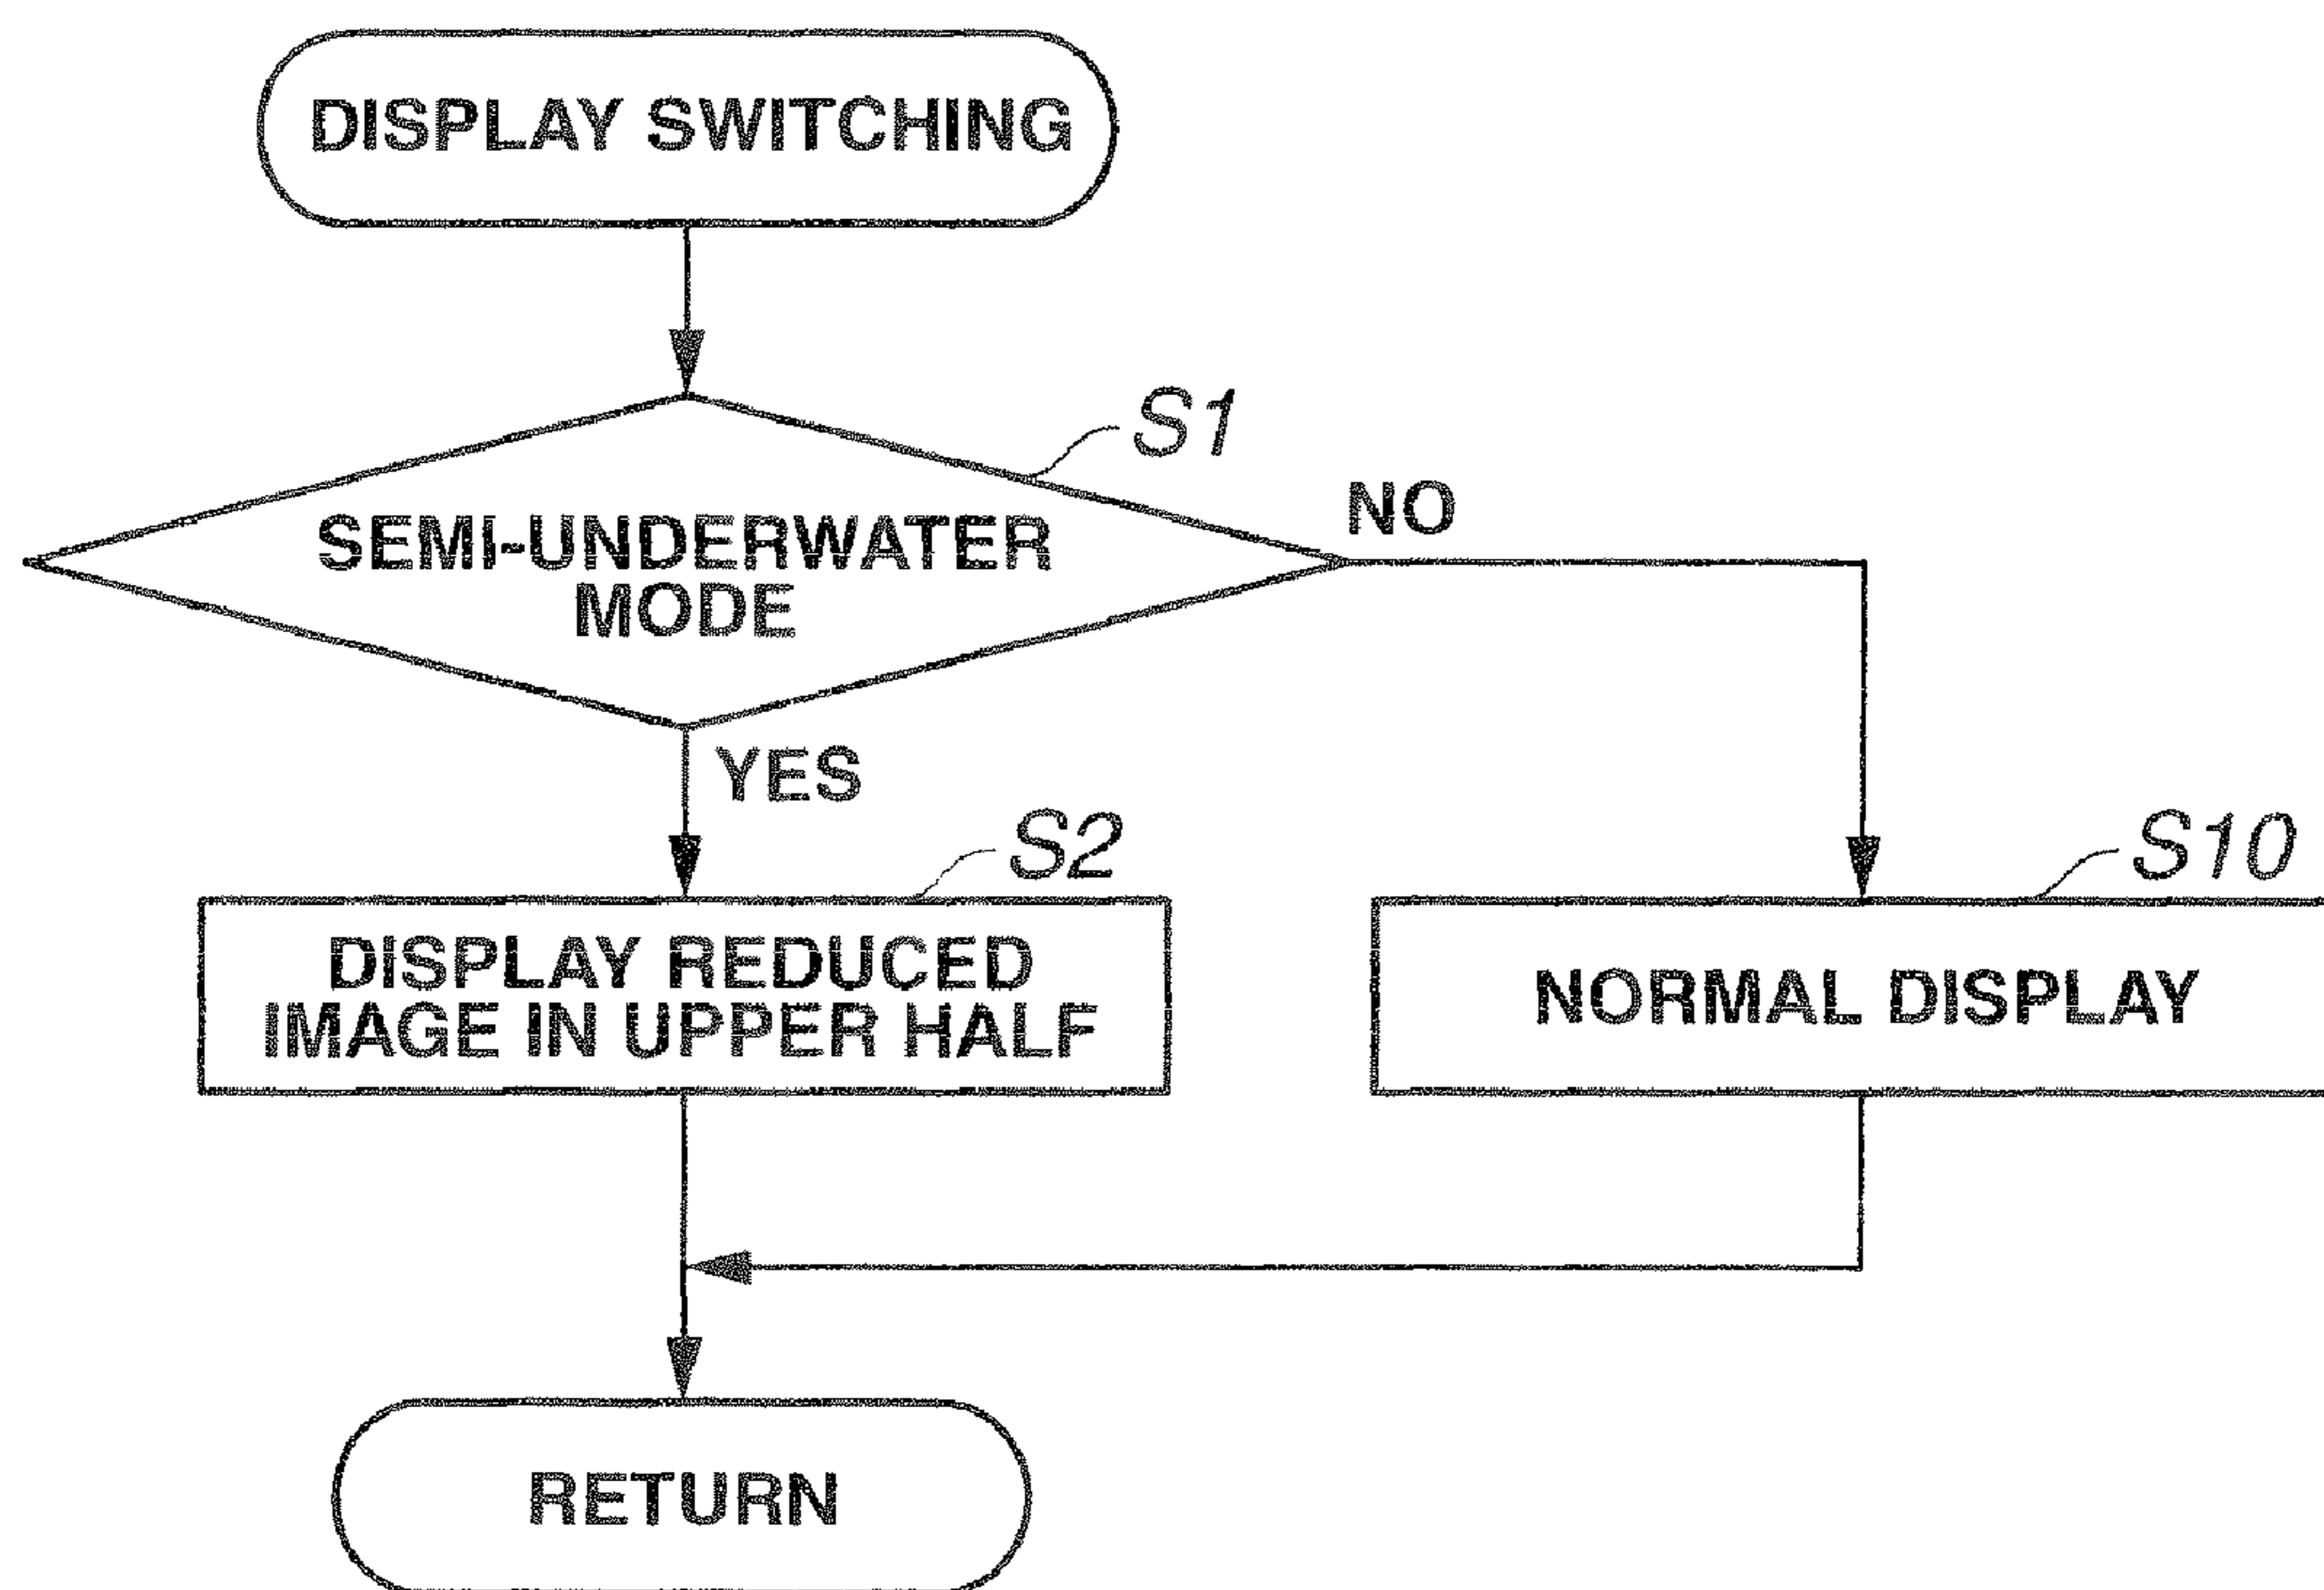 DISPLAY SWITCHING
S1
SEMI-UNDERWATER
MODE
NO
YES
S2
S10
DISPLAY REDUCED
IMAGE IN UPPER HALF
NORMAL DISPLAY
RETURN